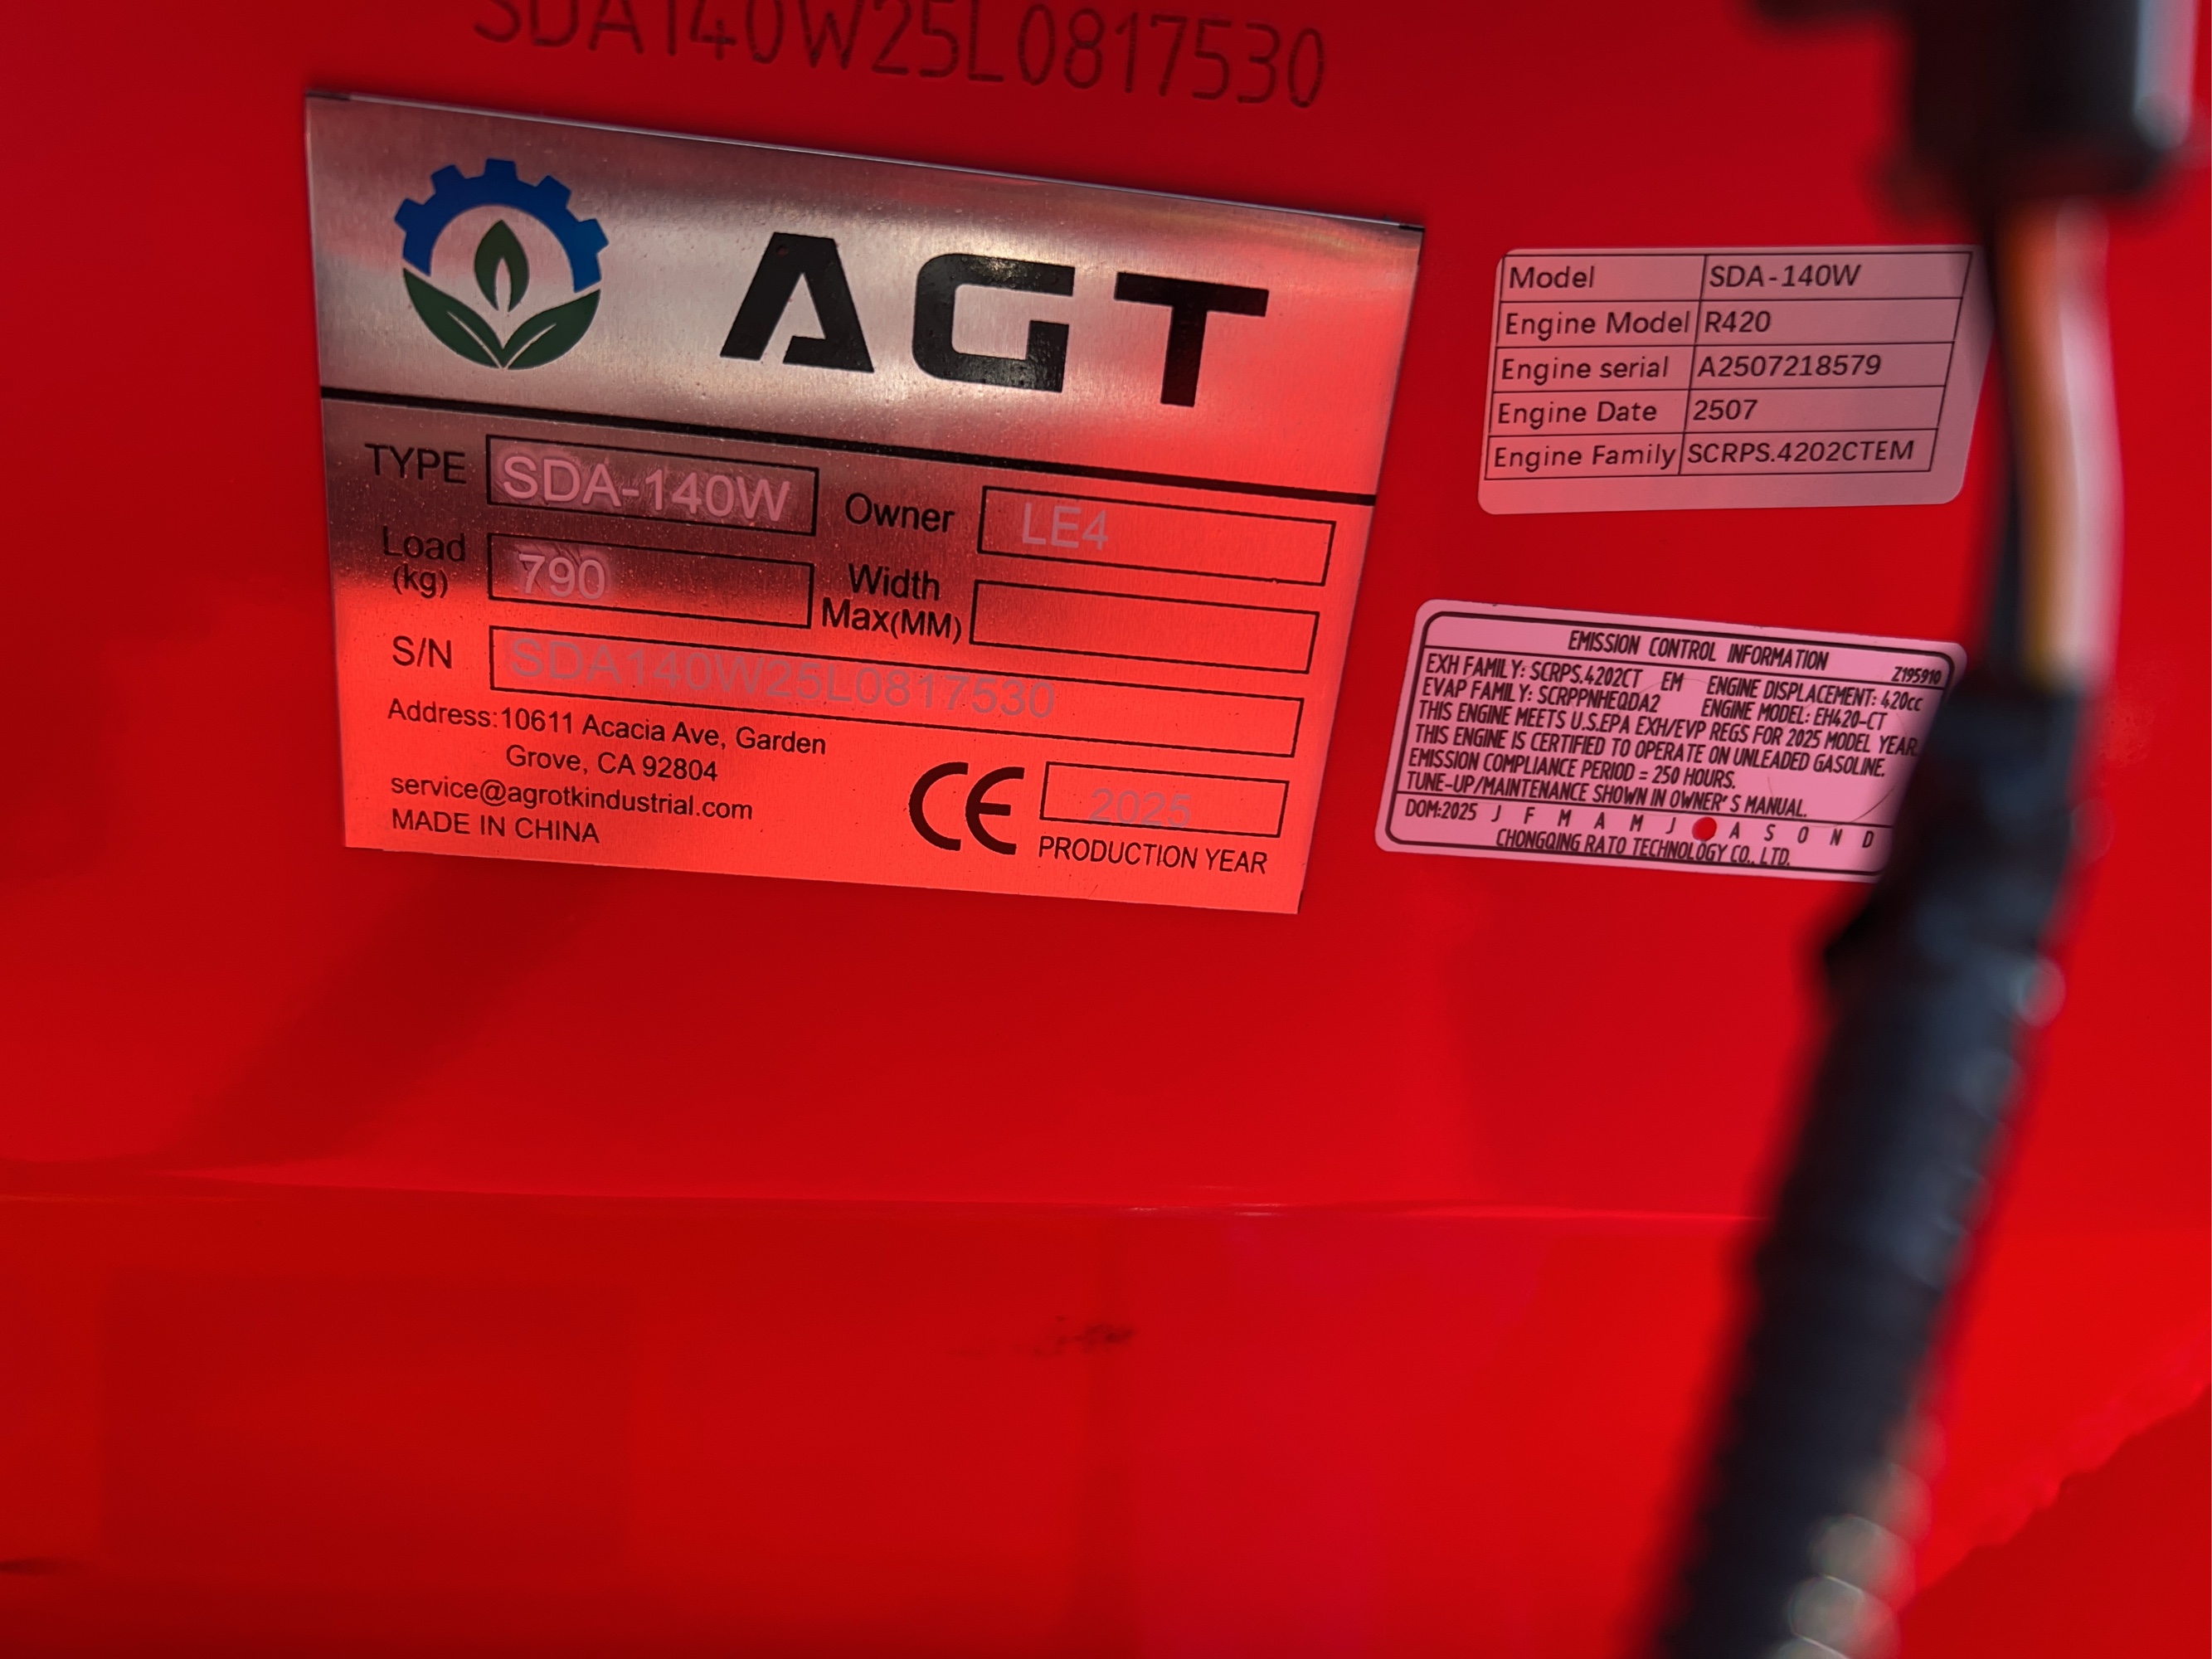 SDA140W25L0817530
AGT
TYPE SDA-140W Owner LE4
Load (kg) 790 Width Max(MM)
S/N SDA140W25L0817530
Address:10611 Acacia Ave, Garden
Grove, CA 92804
service@agrotkindustrial.com
MADE IN CHINA
CE 2025
PRODUCTION YEAR
Model SDA-140W
Engine Model R420
Engine serial A2507218579
Engine Date 2507
Engine Family SCRPS.4202CTEM
EMISSION CONTROL INFORMATION
Z195910
EXH FAMILY: SCRPS.4202CT EM ENGINE DISPLACEMENT: 420cc
EVAP FAMILY: SCRPPNHEQDA2 ENGINE MODEL: EH420-CT
THIS ENGINE MEETS U.S.EPA EXH/EVP REGS FOR 2025 MODEL YEAR.
THIS ENGINE IS CERTIFIED TO OPERATE ON UNLEADED GASOLINE.
EMISSION COMPLIANCE PERIOD = 250 HOURS.
TUNE-UP/MAINTENANCE SHOWN IN OWNER'S MANUAL.
DOM:2025 J F M A M J A S O N D
CHONGQING RATO TECHNOLOGY CO., LTD.